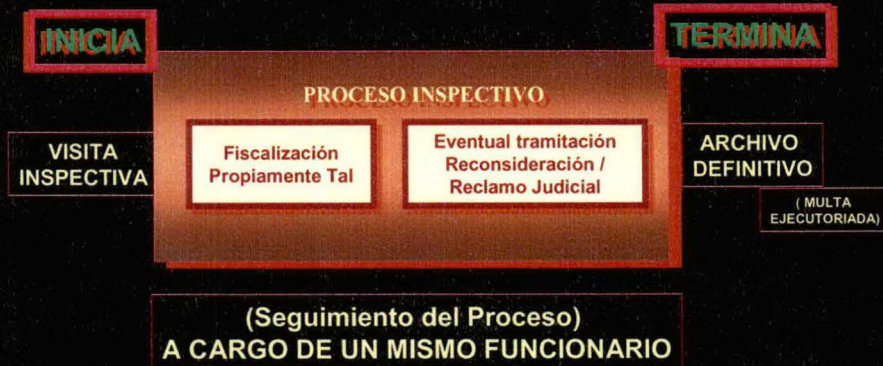 INICIA
TERMINA
PROCESO INSPECTIVO
VISITA
INSPECTIVA
Fiscalización
Propiamente Tal
Eventual tramitación
Reconsideración /
Reclamo Judicial
ARCHIVO
DEFINITIVO
( MULTA
EJECUTORIADA)
(Seguimiento del Proceso)
A CARGO DE UN MISMO FUNCIONARIO